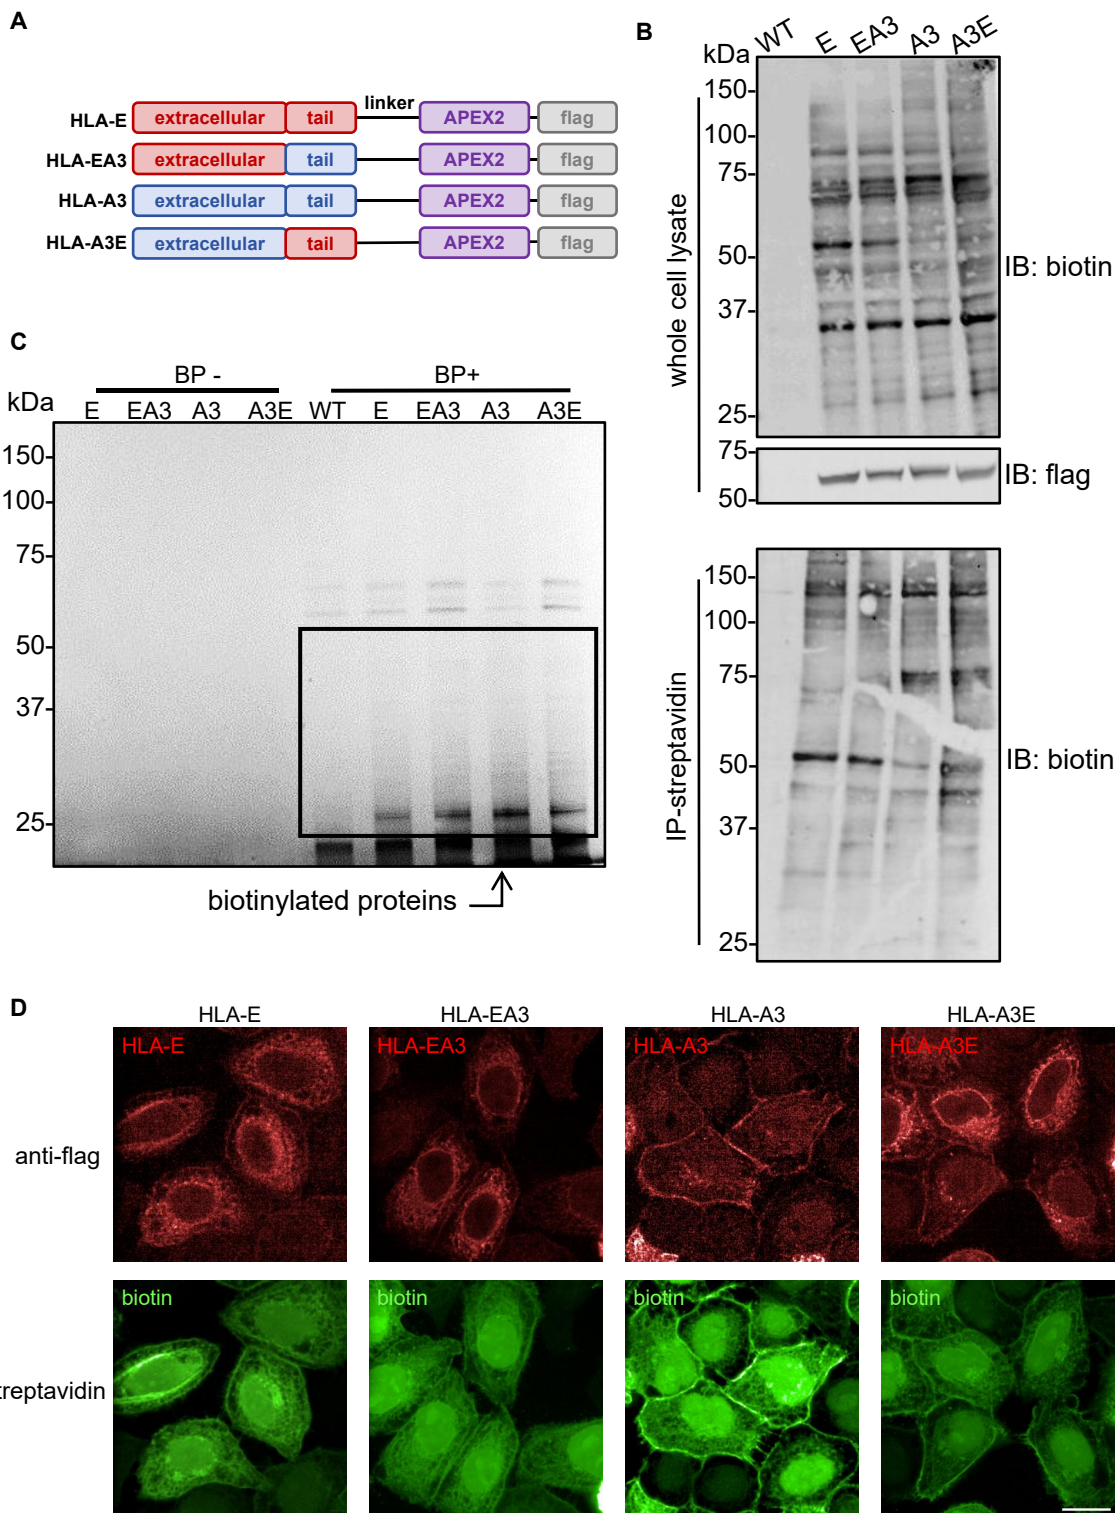 A
linker
HLA-E extracellular tail APEX2 flag
HLA-EA3 extracellular tail APEX2 flag
HLA-A3 extracellular tail APEX2 flag
HLA-A3E extracellular tail APEX2 flag
B
kDa WT E EA3 A3 A3E
150
100
75
50
37
25
whole cell lysate
IB: biotin
75
50
IB: flag
150
100
75
50
37
25
IP-streptavidin
IB: biotin
C
BP - BP+
kDa E EA3 A3 A3E WT E EA3 A3 A3E
150
100
75
50
37
25
biotinylated proteins
D
HLA-E HLA-EA3 HLA-A3 HLA-A3E
HLA-E HLA-EA3 HLA-A3 HLA-A3E
anti-flag
biotin biotin biotin biotin
treptavidin